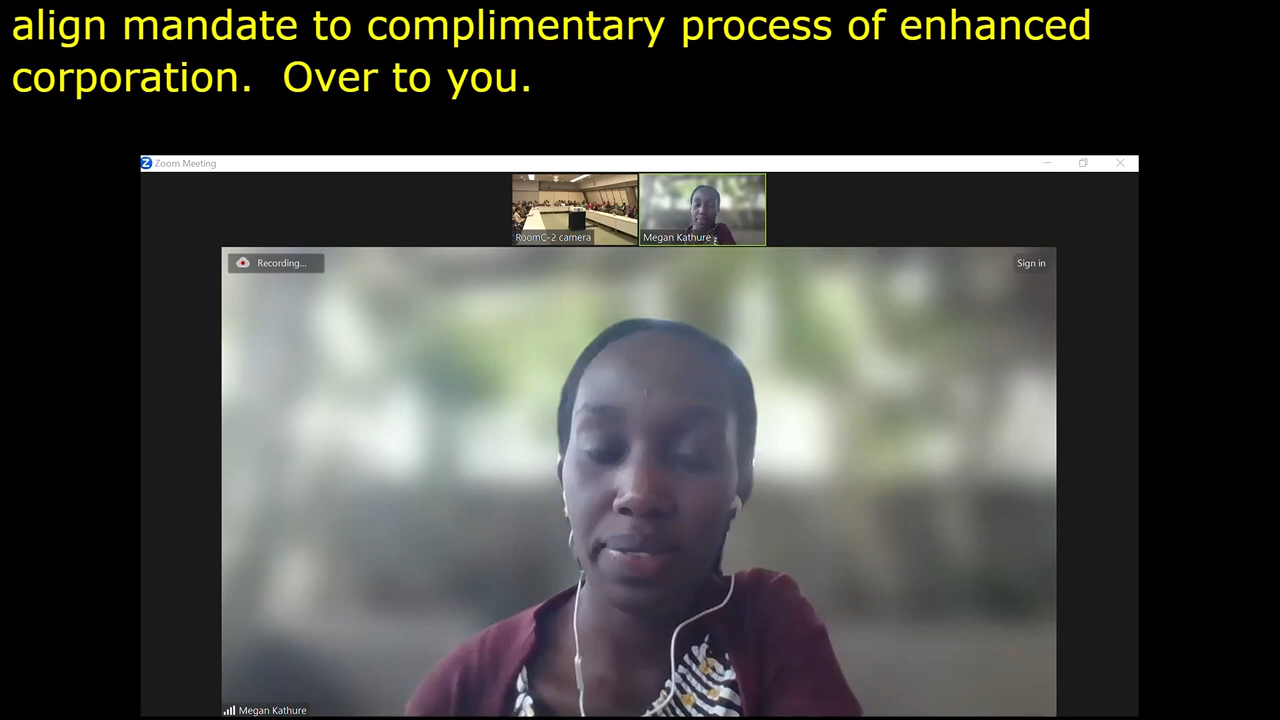 align mandate to complimentary process of enhanced
corporation.  Over to you.
Zoom Meeting
RoomC-2 camera
Megan Kathure
Recording...
Sign in
Megan Kathure